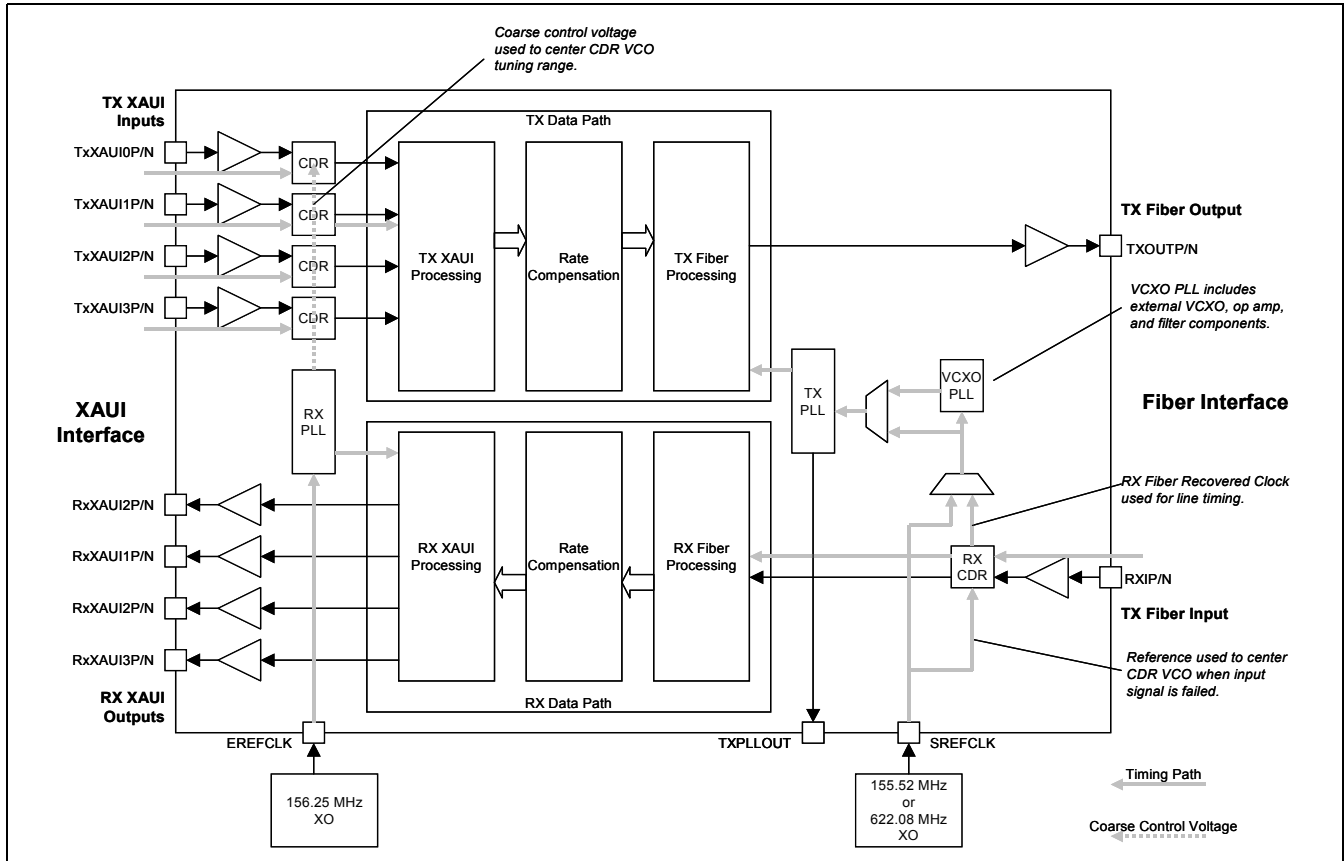 Coarse control voltage
used to center CDR VCO
tuning range.
TX XAUI
Inputs
TX Data Path
TxXAUI0P/N
CDR
TxXAUI1P/N
CDR
TxXAUI2P/N
CDR
TxXAUI3P/N
CDR
TX XAUI
Processing
Rate
Compensation
TX Fiber
Processing
TX Fiber Output
TXOUTP/N
VCXO PLL includes
external VCXO, op amp,
and filter components.
XAUI
Interface
RX
PLL
TX
PLL
VCXO
PLL
Fiber Interface
RX Fiber Recovered Clock
used for line timing.
RxXAUI2P/N
RxXAUI1P/N
RxXAUI2P/N
RxXAUI3P/N
RX XAUI
Outputs
RX XAUI
Processing
Rate
Compensation
RX Fiber
Processing
RX
CDR
RXIP/N
TX Fiber Input
Reference used to center
CDR VCO when input
signal is failed.
RX Data Path
EREFCLK
TXPLLOUT
SREFCLK
156.25 MHz
XO
155.52 MHz
or
622.08 MHz
XO
Timing Path
Coarse Control Voltage